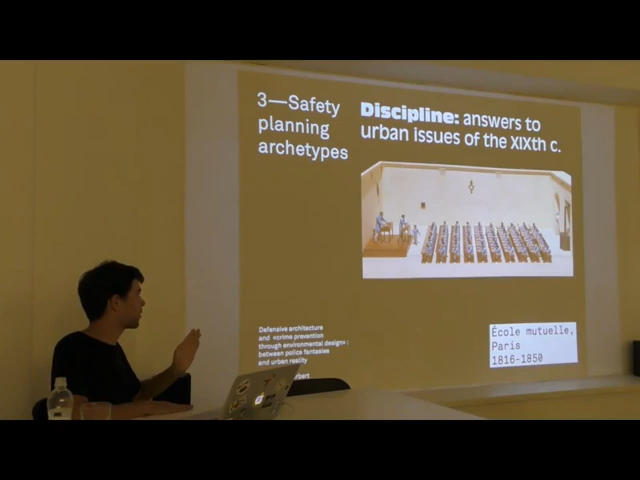 3—Safety
planning
archetypes
Discipline: answers to
urban issues of the XIXth c.
Defensive architecture
and «crime prevention
through environmental design» :
between police fantasies
and urban reality
École mutuelle,
Paris
1816-1850